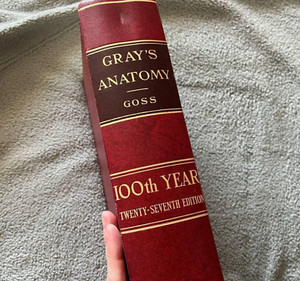 GRAY'S
ANATOMY
GOSS
100th YEAR
TWENTY-SEVENTH EDITION